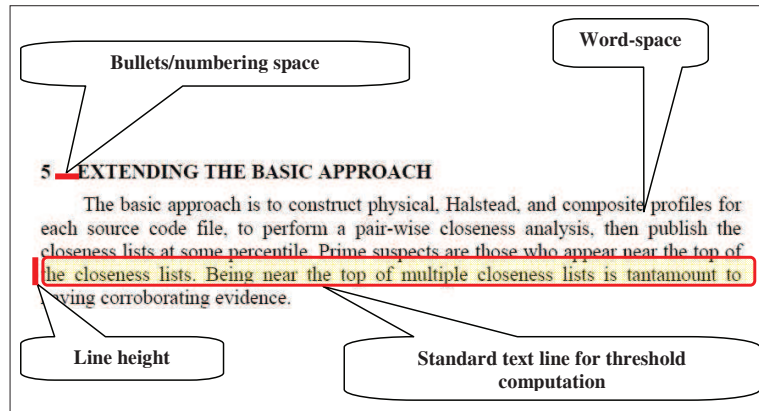 Bullets/numbering space
Word-space
5 EXTENDING THE BASIC APPROACH
The basic approach is to construct physical, Halstead, and composite profiles for
each source code file, to perform a pair-wise closeness analysis, then publish the
closeness lists at some percentile. Prime suspects are those who appear near the top of
the closeness lists. Being near the top of multiple closeness lists is tantamount to
having corroborating evidence.
Line height
Standard text line for threshold
computation